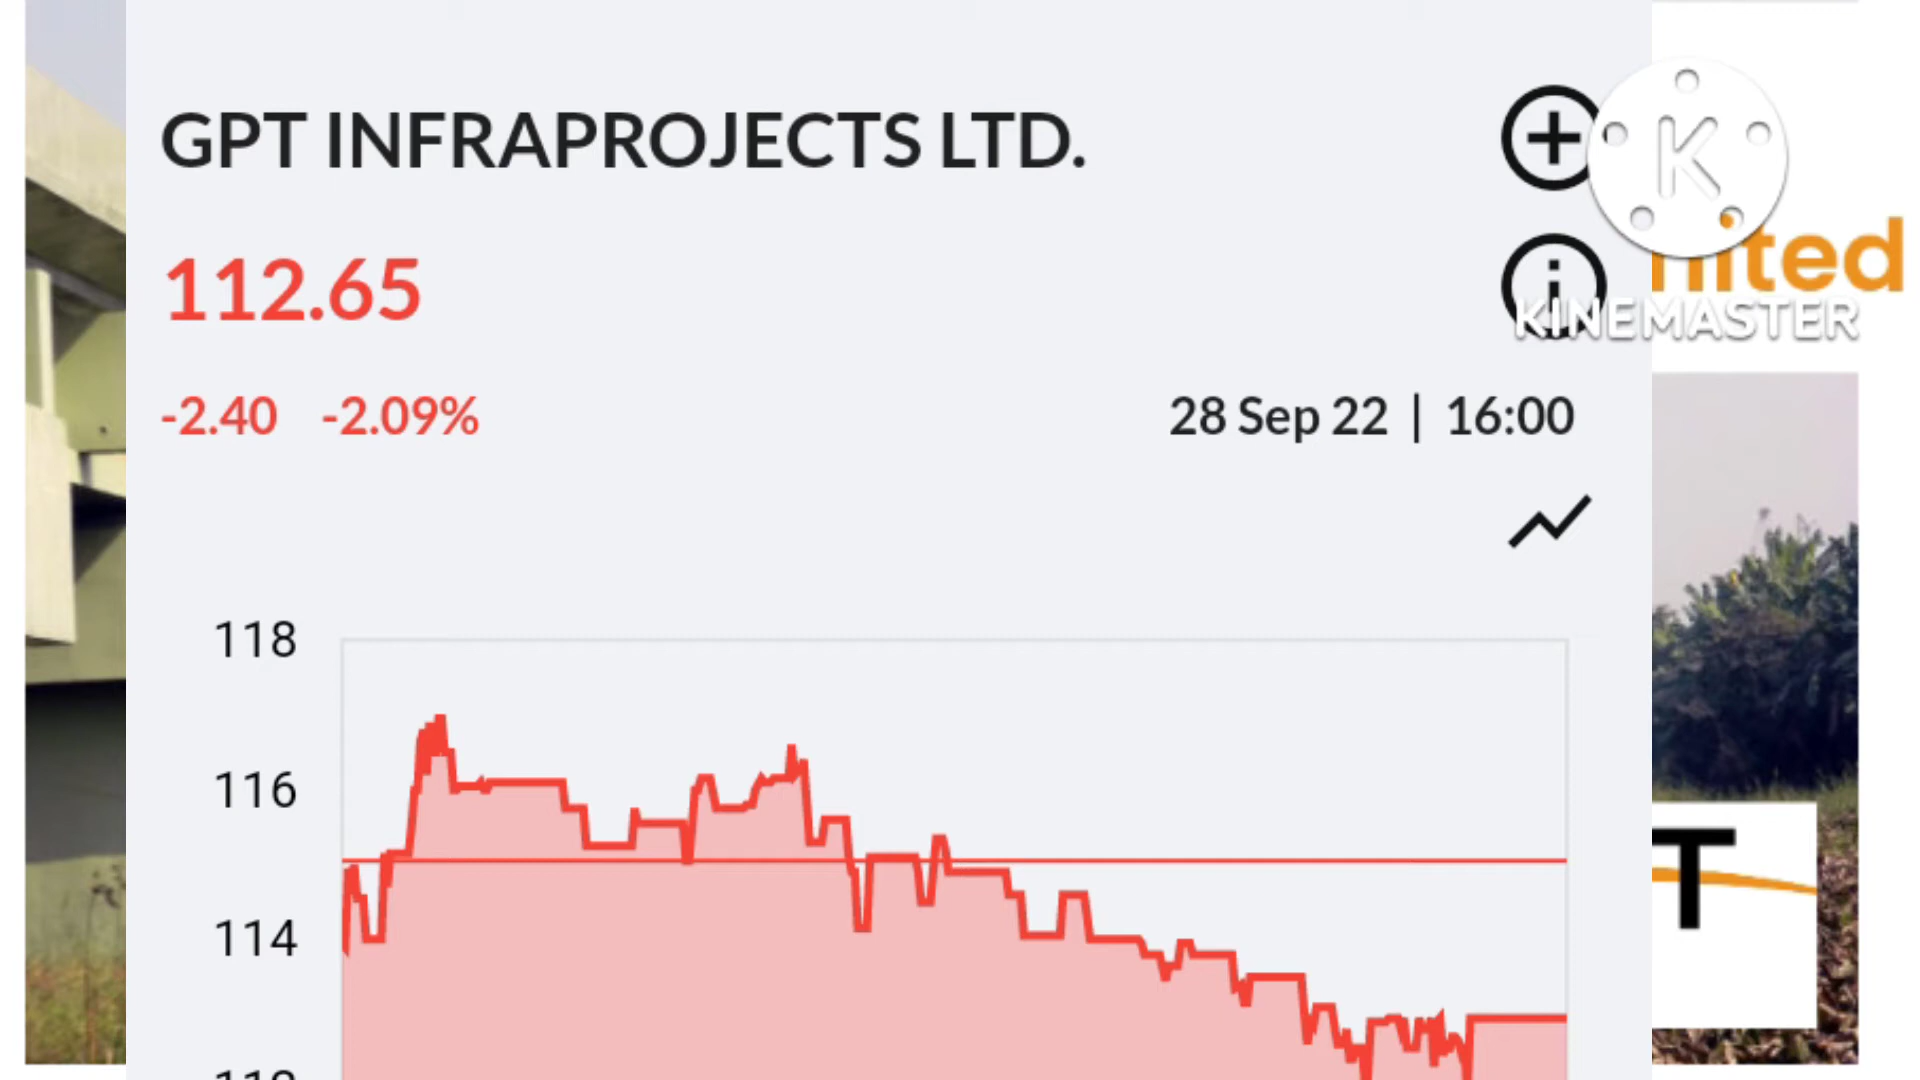 GPT INFRAPROJECTS LTD.
112.65
-2.40 -2.09%
28 Sep 22 | 16:00
K
KINEMASTER
118
116
114
T